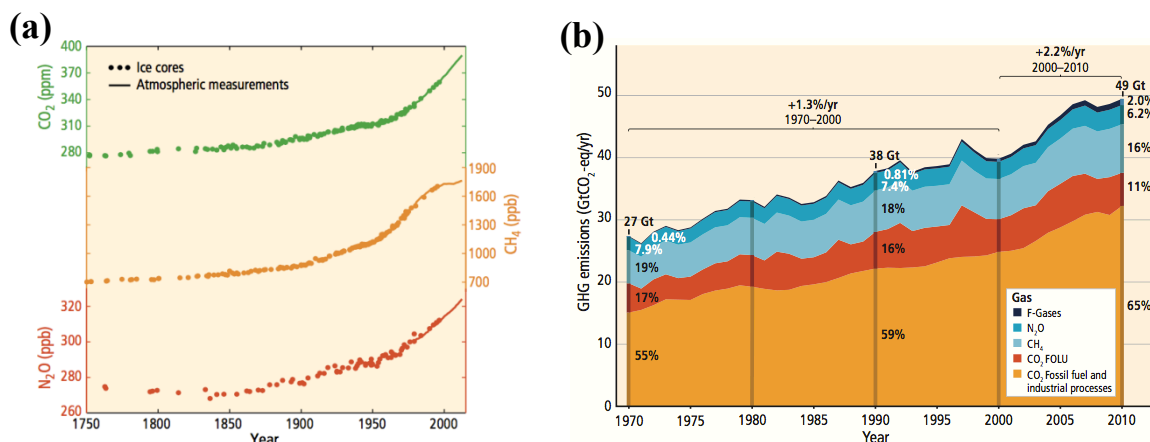 (a)
400
370
340
310
280
CO₂ (ppm)
Ice cores
Atmospheric measurements
1900
1600
1300
1000
700
CH₄ (ppb)
320
300
280
260
N₂O (ppb)
1750 1800 1850 1900 1950 2000
Year
(b)
+2.2%/yr
2000–2010
+1.3%/yr
1970–2000
49 Gt
2.0%
6.2%
16%
11%
65%
38 Gt
0.81%
7.4%
18%
16%
59%
27 Gt
0.44%
7.9%
19%
17%
55%
50
40
30
20
10
0
GHG emissions (GtCO₂-eq/yr)
Gas
F-Gases
N₂O
CH₄
CO₂ FOLU
CO₂ Fossil fuel and
industrial processes
1970 1975 1980 1985 1990 1995 2000 2005 2010
Year